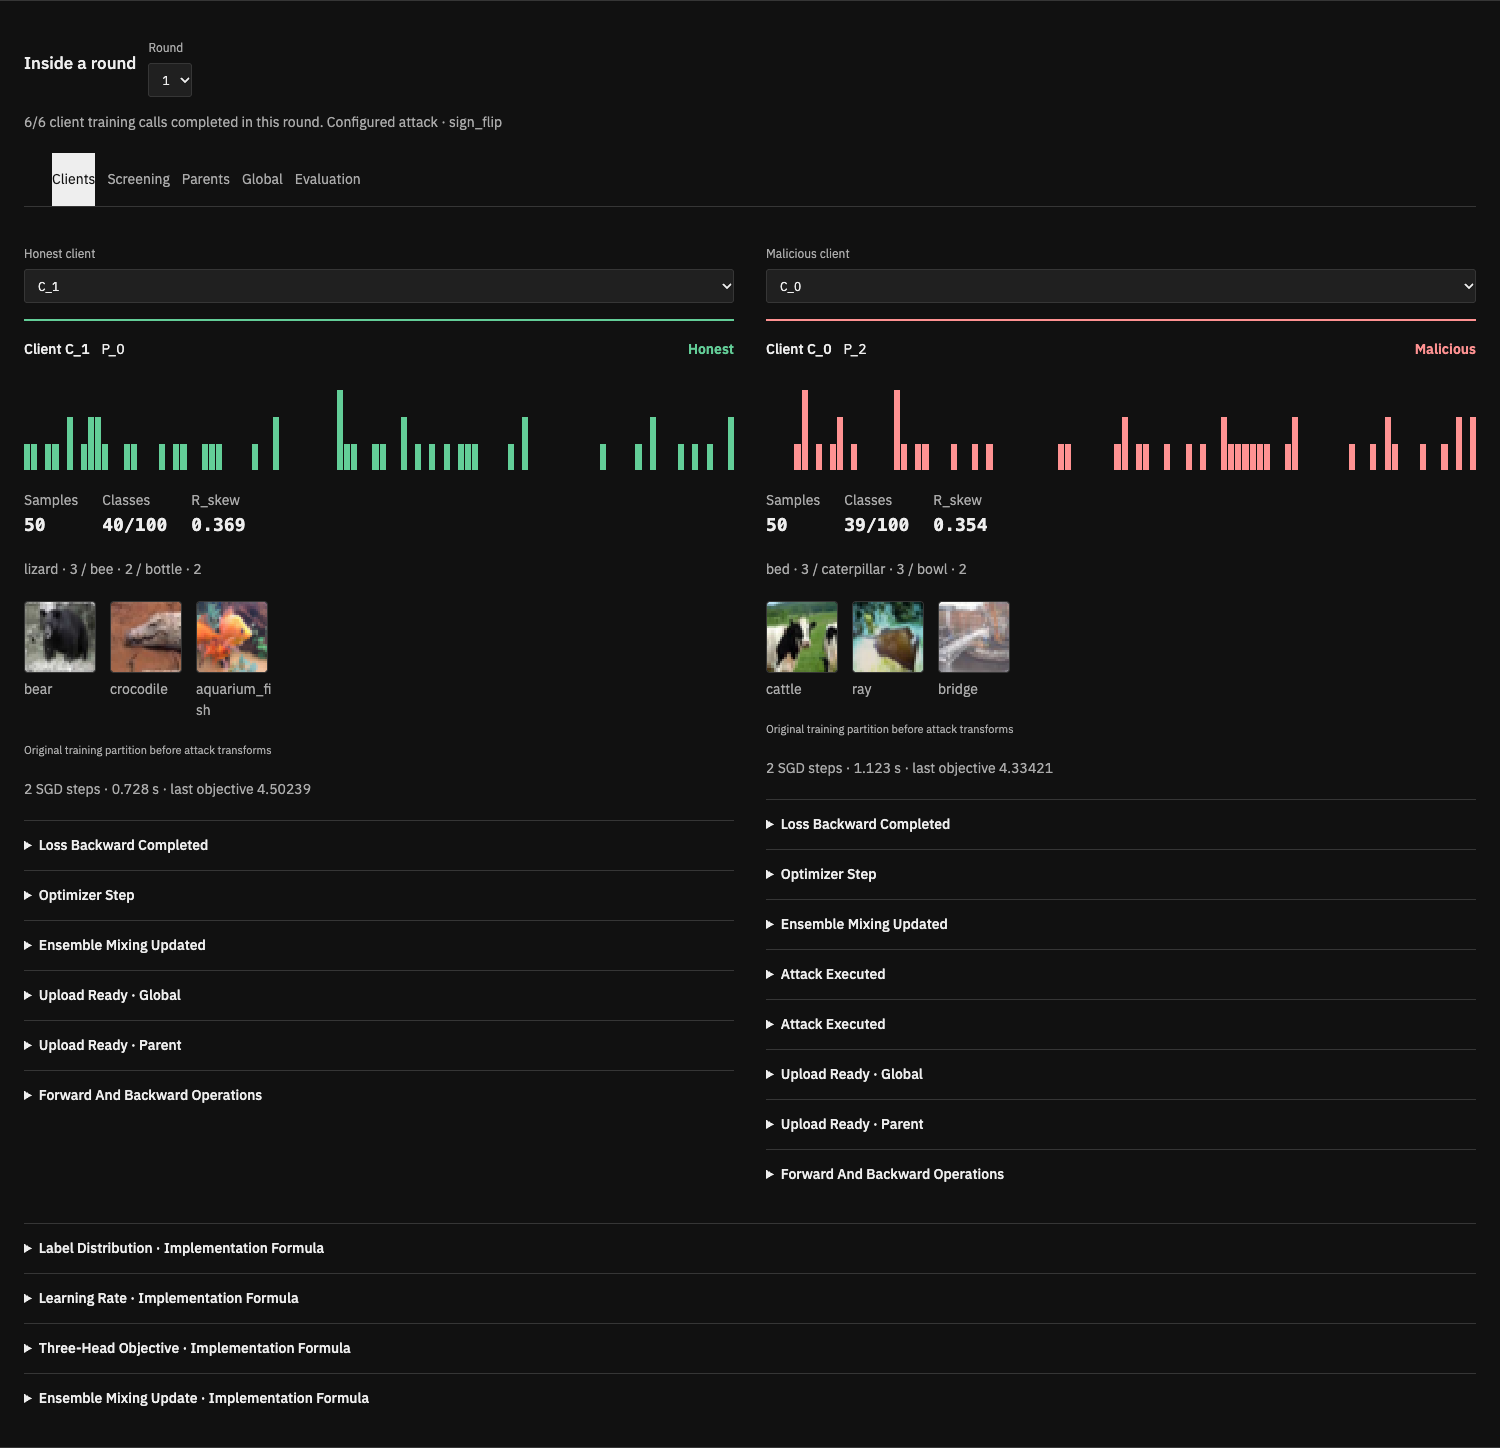 Inside a round
Round
1
6/6 client training calls completed in this round. Configured attack · sign_flip
Clients
Screening
Parents
Global
Evaluation
Honest client
C_1
Client C_1 P_0
Honest
Samples
Classes
R_skew
50
40/100
0.369
lizard · 3 / bee · 2 / bottle · 2
bear
crocodile
aquarium_fi
sh
Original training partition before attack transforms
2 SGD steps · 0.728 s · last objective 4.50239
Loss Backward Completed
Optimizer Step
Ensemble Mixing Updated
Upload Ready · Global
Upload Ready · Parent
Forward And Backward Operations
Malicious client
C_0
Client C_0 P_2
Malicious
Samples
Classes
R_skew
50
39/100
0.354
bed · 3 / caterpillar · 3 / bowl · 2
cattle
ray
bridge
Original training partition before attack transforms
2 SGD steps · 1.123 s · last objective 4.33421
Loss Backward Completed
Optimizer Step
Ensemble Mixing Updated
Attack Executed
Attack Executed
Upload Ready · Global
Upload Ready · Parent
Forward And Backward Operations
Label Distribution · Implementation Formula
Learning Rate · Implementation Formula
Three-Head Objective · Implementation Formula
Ensemble Mixing Update · Implementation Formula